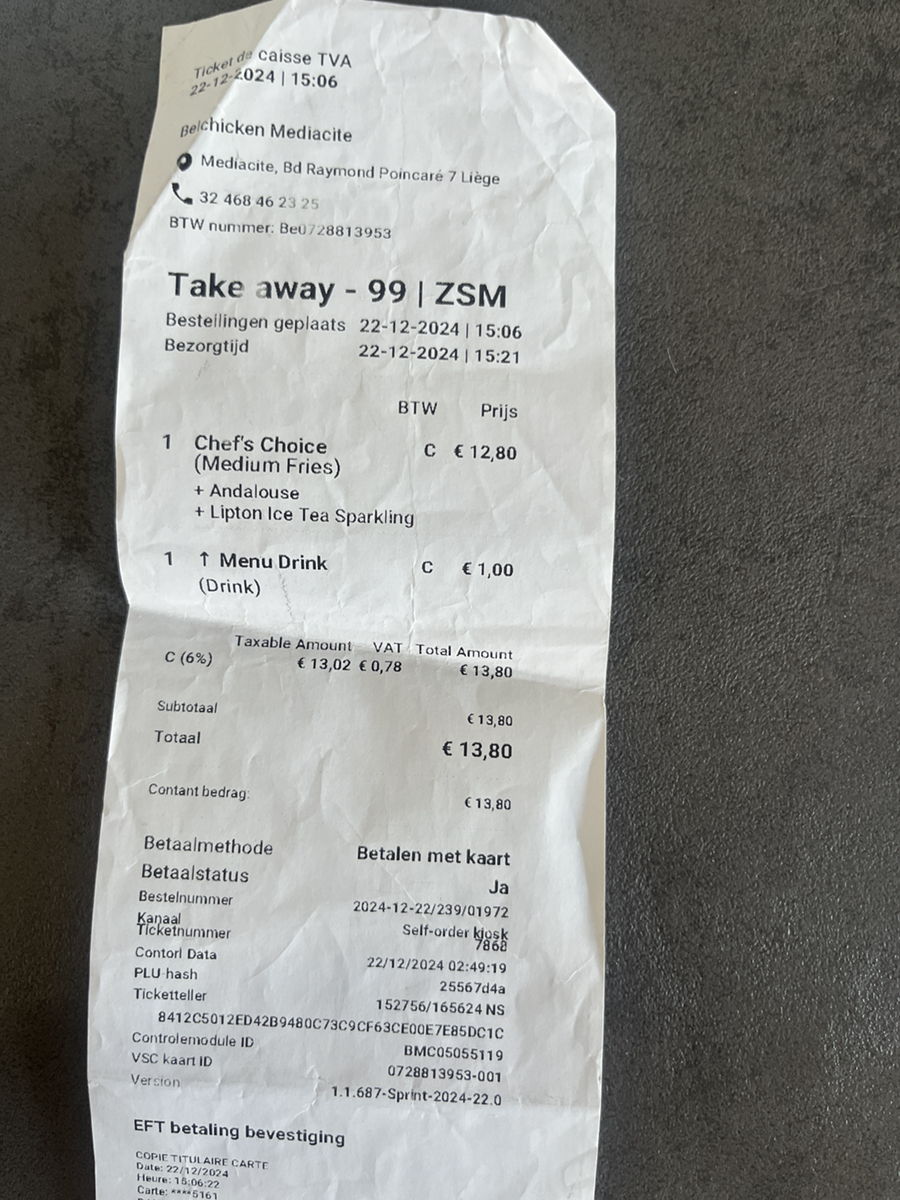 Ticket de caisse TVA
22-12-2024 | 15:06
Belchicken Mediacite
Mediacite, Bd Raymond Poincaré 7 Liège
32 468 46 23 25
BTW nummer: Be0728813953
Take away - 99 | ZSM
Bestellingen geplaats 22-12-2024 | 15:06
Bezorgtijd 22-12-2024 | 15:21
BTW Prijs
1 Chef's Choice C € 12,80
(Medium Fries)
+ Andalouse
+ Lipton Ice Tea Sparkling
1 ↑ Menu Drink C € 1,00
(Drink)
Taxable Amount VAT Total Amount
C (6%) € 13,02 € 0,78 € 13,80
Subtotaal € 13,80
Totaal € 13,80
Contant bedrag: € 13,80
Betaalmethode Betalen met kaart
Betaalstatus Ja
Bestelnummer 2024-12-22/239/01972
Kanaal Self-order kiosk
Ticketnummer 7868
Contorl Data 22/12/2024 02:49:19
PLU-hash 25567d4a
Ticketteller 152756/165624 NS
8412C5012ED42B9480C73C9CF63CE00E7E85DC1C
Controlemodule ID BMC05055119
VSC kaart ID 0728813953-001
Version 1.1.687-Sprint-2024-22.0
EFT betaling bevestiging
COPIE TITULAIRE CARTE
Date: 22/12/2024
Heure: 15:06:22
Carte: ****5161